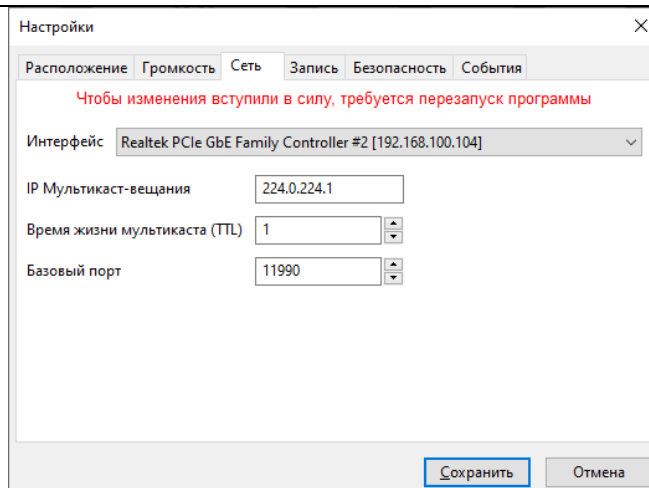 Настройки
Расположение Громкость Сеть Запись Безопасность События
Чтобы изменения вступили в силу, требуется перезапуск программы
Интерфейс Realtek PCIe GbE Family Controller #2 [192.168.100.104]
IP Мультикаст-вещания 224.0.224.1
Время жизни мультикаста (TTL) 1
Базовый порт 11990
Сохранить Отмена